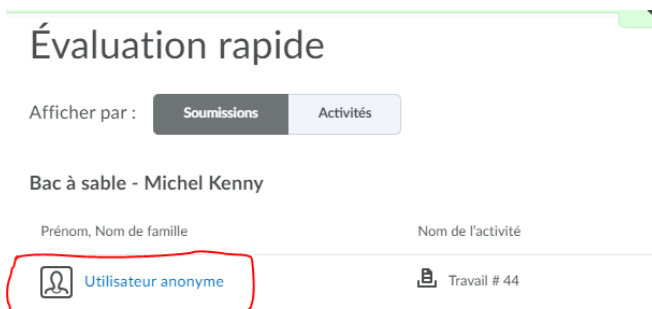 Évaluation rapide
Afficher par : Soumissions Activités
Bac à sable - Michel Kenny
Prénom, Nom de famille Nom de l'activité
Utilisateur anonyme Travail # 44